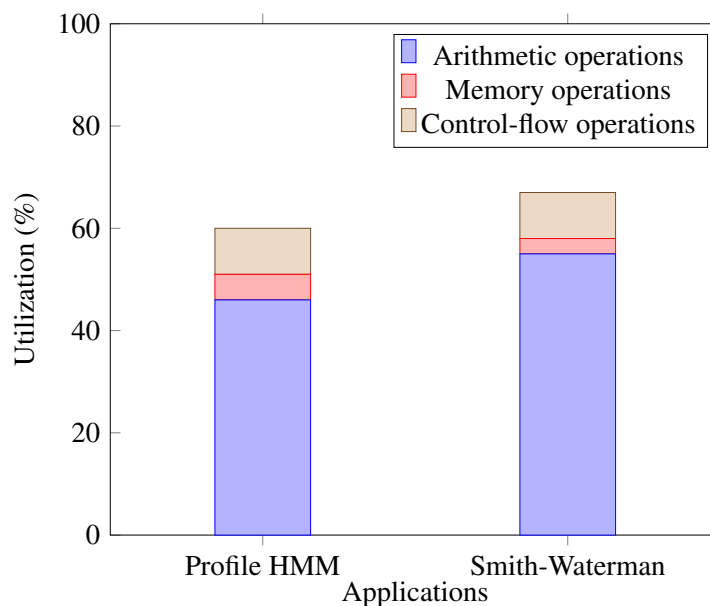 100
80
60
40
20
0
Utilization (%)
Arithmetic operations
Memory operations
Control-flow operations
Profile HMM
Smith-Waterman
Applications